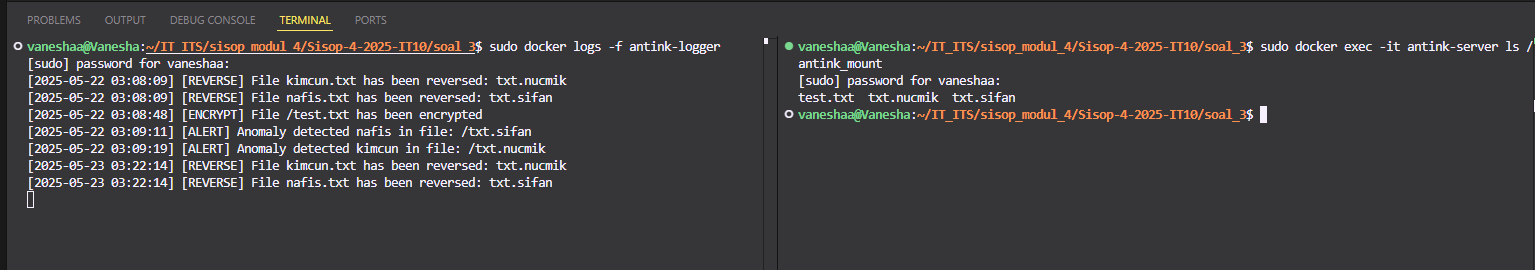 PROBLEMS OUTPUT DEBUG CONSOLE TERMINAL PORTS
vaneshaa@Vanesha:~/IT_ITS/sisop_modul_4/Sisop-4-2025-IT10/soal_3$ sudo docker logs -f antink-logger
[sudo] password for vaneshaa:
[2025-05-22 03:08:09] [REVERSE] File kimcun.txt has been reversed: txt.nucmik
[2025-05-22 03:08:09] [REVERSE] File nafis.txt has been reversed: txt.sifan
[2025-05-22 03:08:48] [ENCRYPT] File /test.txt has been encrypted
[2025-05-22 03:09:11] [ALERT] Anomaly detected nafis in file: /txt.sifan
[2025-05-22 03:09:19] [ALERT] Anomaly detected kimcun in file: /txt.nucmik
[2025-05-23 03:22:14] [REVERSE] File kimcun.txt has been reversed: txt.nucmik
[2025-05-23 03:22:14] [REVERSE] File nafis.txt has been reversed: txt.sifan
vaneshaa@Vanesha:~/IT_ITS/sisop_modul_4/Sisop-4-2025-IT10/soal_3$ sudo docker exec -it antink-server ls /
antink_mount
[sudo] password for vaneshaa:
test.txt txt.nucmik txt.sifan
vaneshaa@Vanesha:~/IT_ITS/sisop_modul_4/Sisop-4-2025-IT10/soal_3$